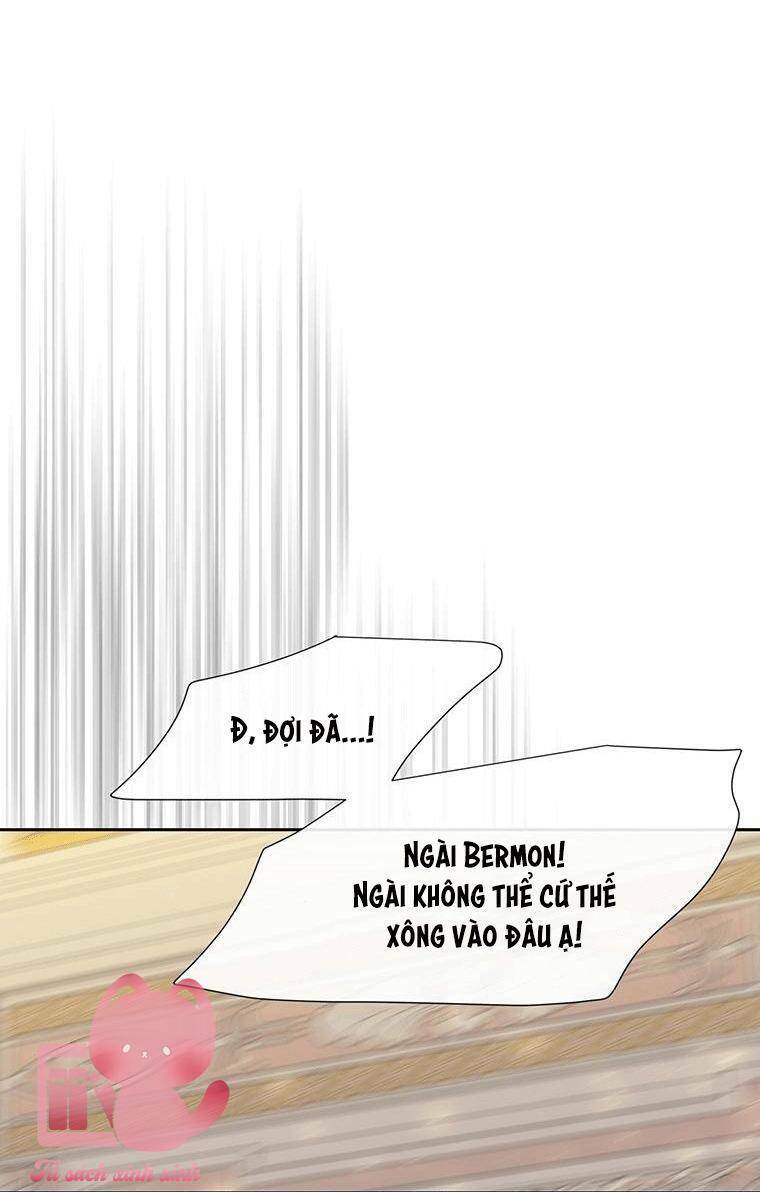 Đ, ĐỢI ĐÃ...!
NGÀI BERMON!
NGÀI KHÔNG THỂ CỨ THẾ
XÔNG VÀO ĐÂU Ạ!
Tủ sách xinh xinh